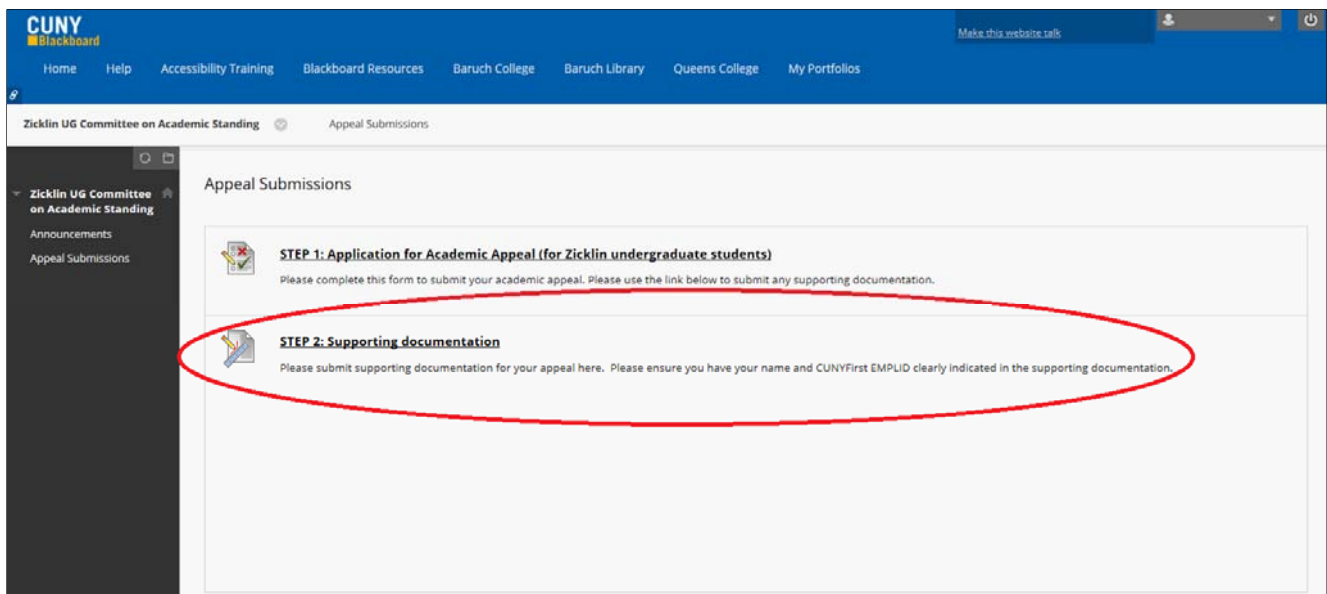 CUNY
Blackboard
Make this website talk
Home Help Accessibility Training Blackboard Resources Baruch College Baruch Library Queens College My Portfolios
Zicklin UG Committee on Academic Standing Appeal Submissions
Zicklin UG Committee
on Academic Standing
Announcements
Appeal Submissions
Appeal Submissions
STEP 1: Application for Academic Appeal (for Zicklin undergraduate students)
Please complete this form to submit your academic appeal. Please use the link below to submit any supporting documentation.
STEP 2: Supporting documentation
Please submit supporting documentation for your appeal here. Please ensure you have your name and CUNYFirst EMPLID clearly indicated in the supporting documentation.